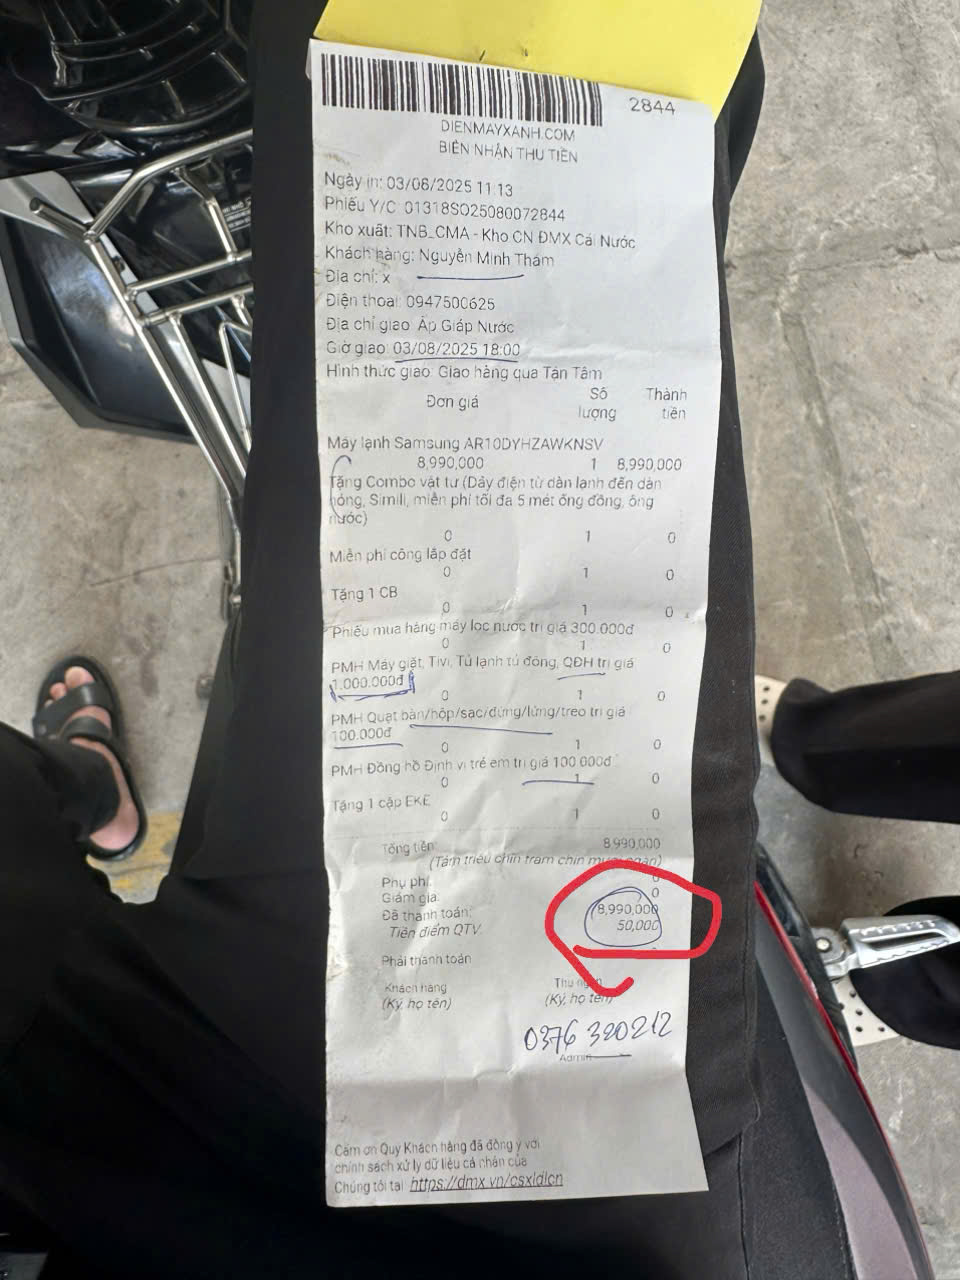 2844
DIENMAYXANH.COM
BIÊN NHẬN THU TIỀN
Ngày in: 03/08/2025 11:13
Phiếu Y/C: 01318SO25080072844
Kho xuất: TNB_CMA - Kho CN ĐMX Cái Nước
Khách hàng: Nguyễn Minh Thám
Địa chỉ: x
Điện thoại: 0947500625
Địa chỉ giao: Ấp Giáp Nước
Giờ giao: 03/08/2025 18:00
Hình thức giao: Giao hàng qua Tận Tâm
Đơn giá Số lượng Thành tiền
Máy lạnh Samsung AR10DYHZAWKNSV
8,990,000 1 8,990,000
Tặng Combo vật tư (Dây điện từ dàn lạnh đến dàn
nóng, Simili, miễn phí tối đa 5 mét ống đồng, ống
nước)
0 1 0
Miễn phí công lắp đặt
0 1 0
Tặng 1 CB
0 1 0
Phiếu mua hàng máy lọc nước trị giá 300.000đ
0 1 0
PMH Máy giặt, Tivi, Tủ lạnh tủ đông, QĐH trị giá
1.000.000đ
0 1 0
PMH Quạt bàn/hộp/sạc/đứng/lửng/treo trị giá
100.000đ
0 1 0
PMH Đồng hồ Định vị trẻ em trị giá 100.000đ
0 1 0
Tặng 1 cặp EKE
0 1 0
Tổng tiền: 8,990,000
(Tám triệu chín trăm chín mươi ngàn)
Phụ phí: 0
Giảm giá: 0
Đã thanh toán: 8,990,000
Tiền điểm QTV: 50,000
Phải thanh toán
Khách hàng Thu ngân
(Ký, họ tên) (Ký, họ tên)
0376 320212
Admin
Cảm ơn Quý Khách hàng đã đồng ý với
chính sách xử lý dữ liệu cá nhân của
Chúng tôi tại: https://dmx.vn/csxldlcn